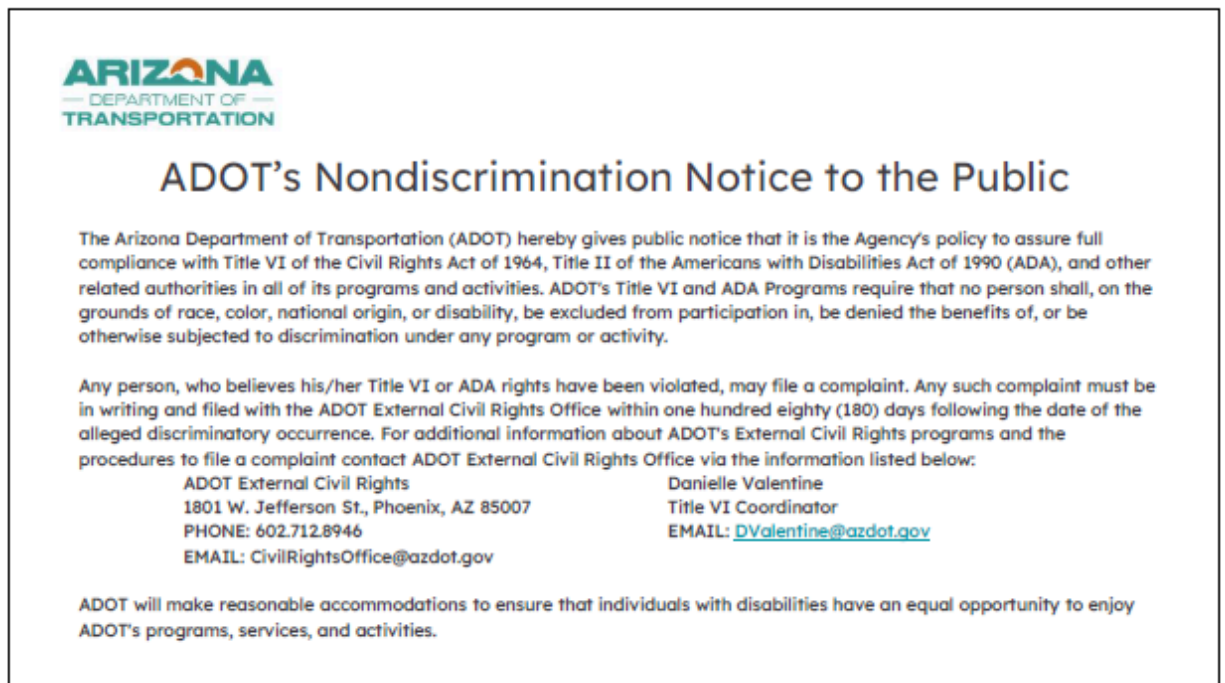 ARIZONA
DEPARTMENT OF
TRANSPORTATION
ADOT's Nondiscrimination Notice to the Public
The Arizona Department of Transportation (ADOT) hereby gives public notice that it is the Agency's policy to assure full
compliance with Title VI of the Civil Rights Act of 1964, Title II of the Americans with Disabilities Act of 1990 (ADA), and other
related authorities in all of its programs and activities. ADOT's Title VI and ADA Programs require that no person shall, on the
grounds of race, color, national origin, or disability, be excluded from participation in, be denied the benefits of, or be
otherwise subjected to discrimination under any program or activity.
Any person, who believes his/her Title VI or ADA rights have been violated, may file a complaint. Any such complaint must be
in writing and filed with the ADOT External Civil Rights Office within one hundred eighty (180) days following the date of the
alleged discriminatory occurrence. For additional information about ADOT's External Civil Rights programs and the
procedures to file a complaint contact ADOT External Civil Rights Office via the information listed below:
ADOT External Civil Rights
1801 W. Jefferson St., Phoenix, AZ 85007
PHONE: 602.712.8946
EMAIL: CivilRightsOffice@azdot.gov
Danielle Valentine
Title VI Coordinator
EMAIL: DValentine@azdot.gov
ADOT will make reasonable accommodations to ensure that individuals with disabilities have an equal opportunity to enjoy
ADOT's programs, services, and activities.